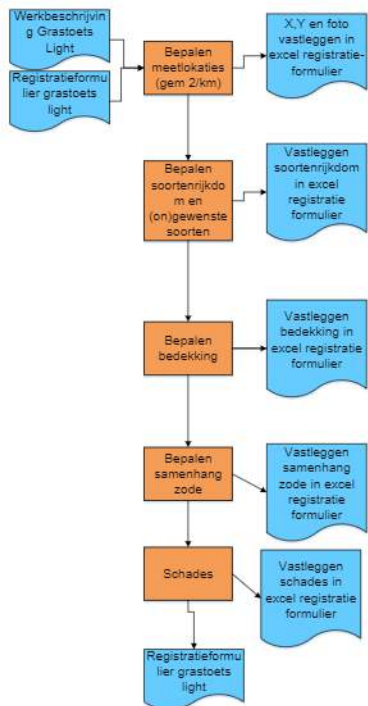 Werkbeschrijvin
g Grastoets
Light
Registratieformu
lier grastoets
light
Bepalen
meetlokaties
(gem 2/km)
X,Y en foto
vastleggen in
excel registratie-
formulier
Bepalen
soortenrijkdo
m en
(on)gewenste
soorten
Vastleggen
soortenrijkdom
in excel
registratie
formulier
Bepalen
bedekking
Vastleggen
bedekking in
excel registratie
formulier
Bepalen
samenhang
zode
Vastleggen
samenhang
zode in excel
registratie
formulier
Schades
Vastleggen
schades in
excel registratie
formulier
Registratieformu
lier grastoets
light